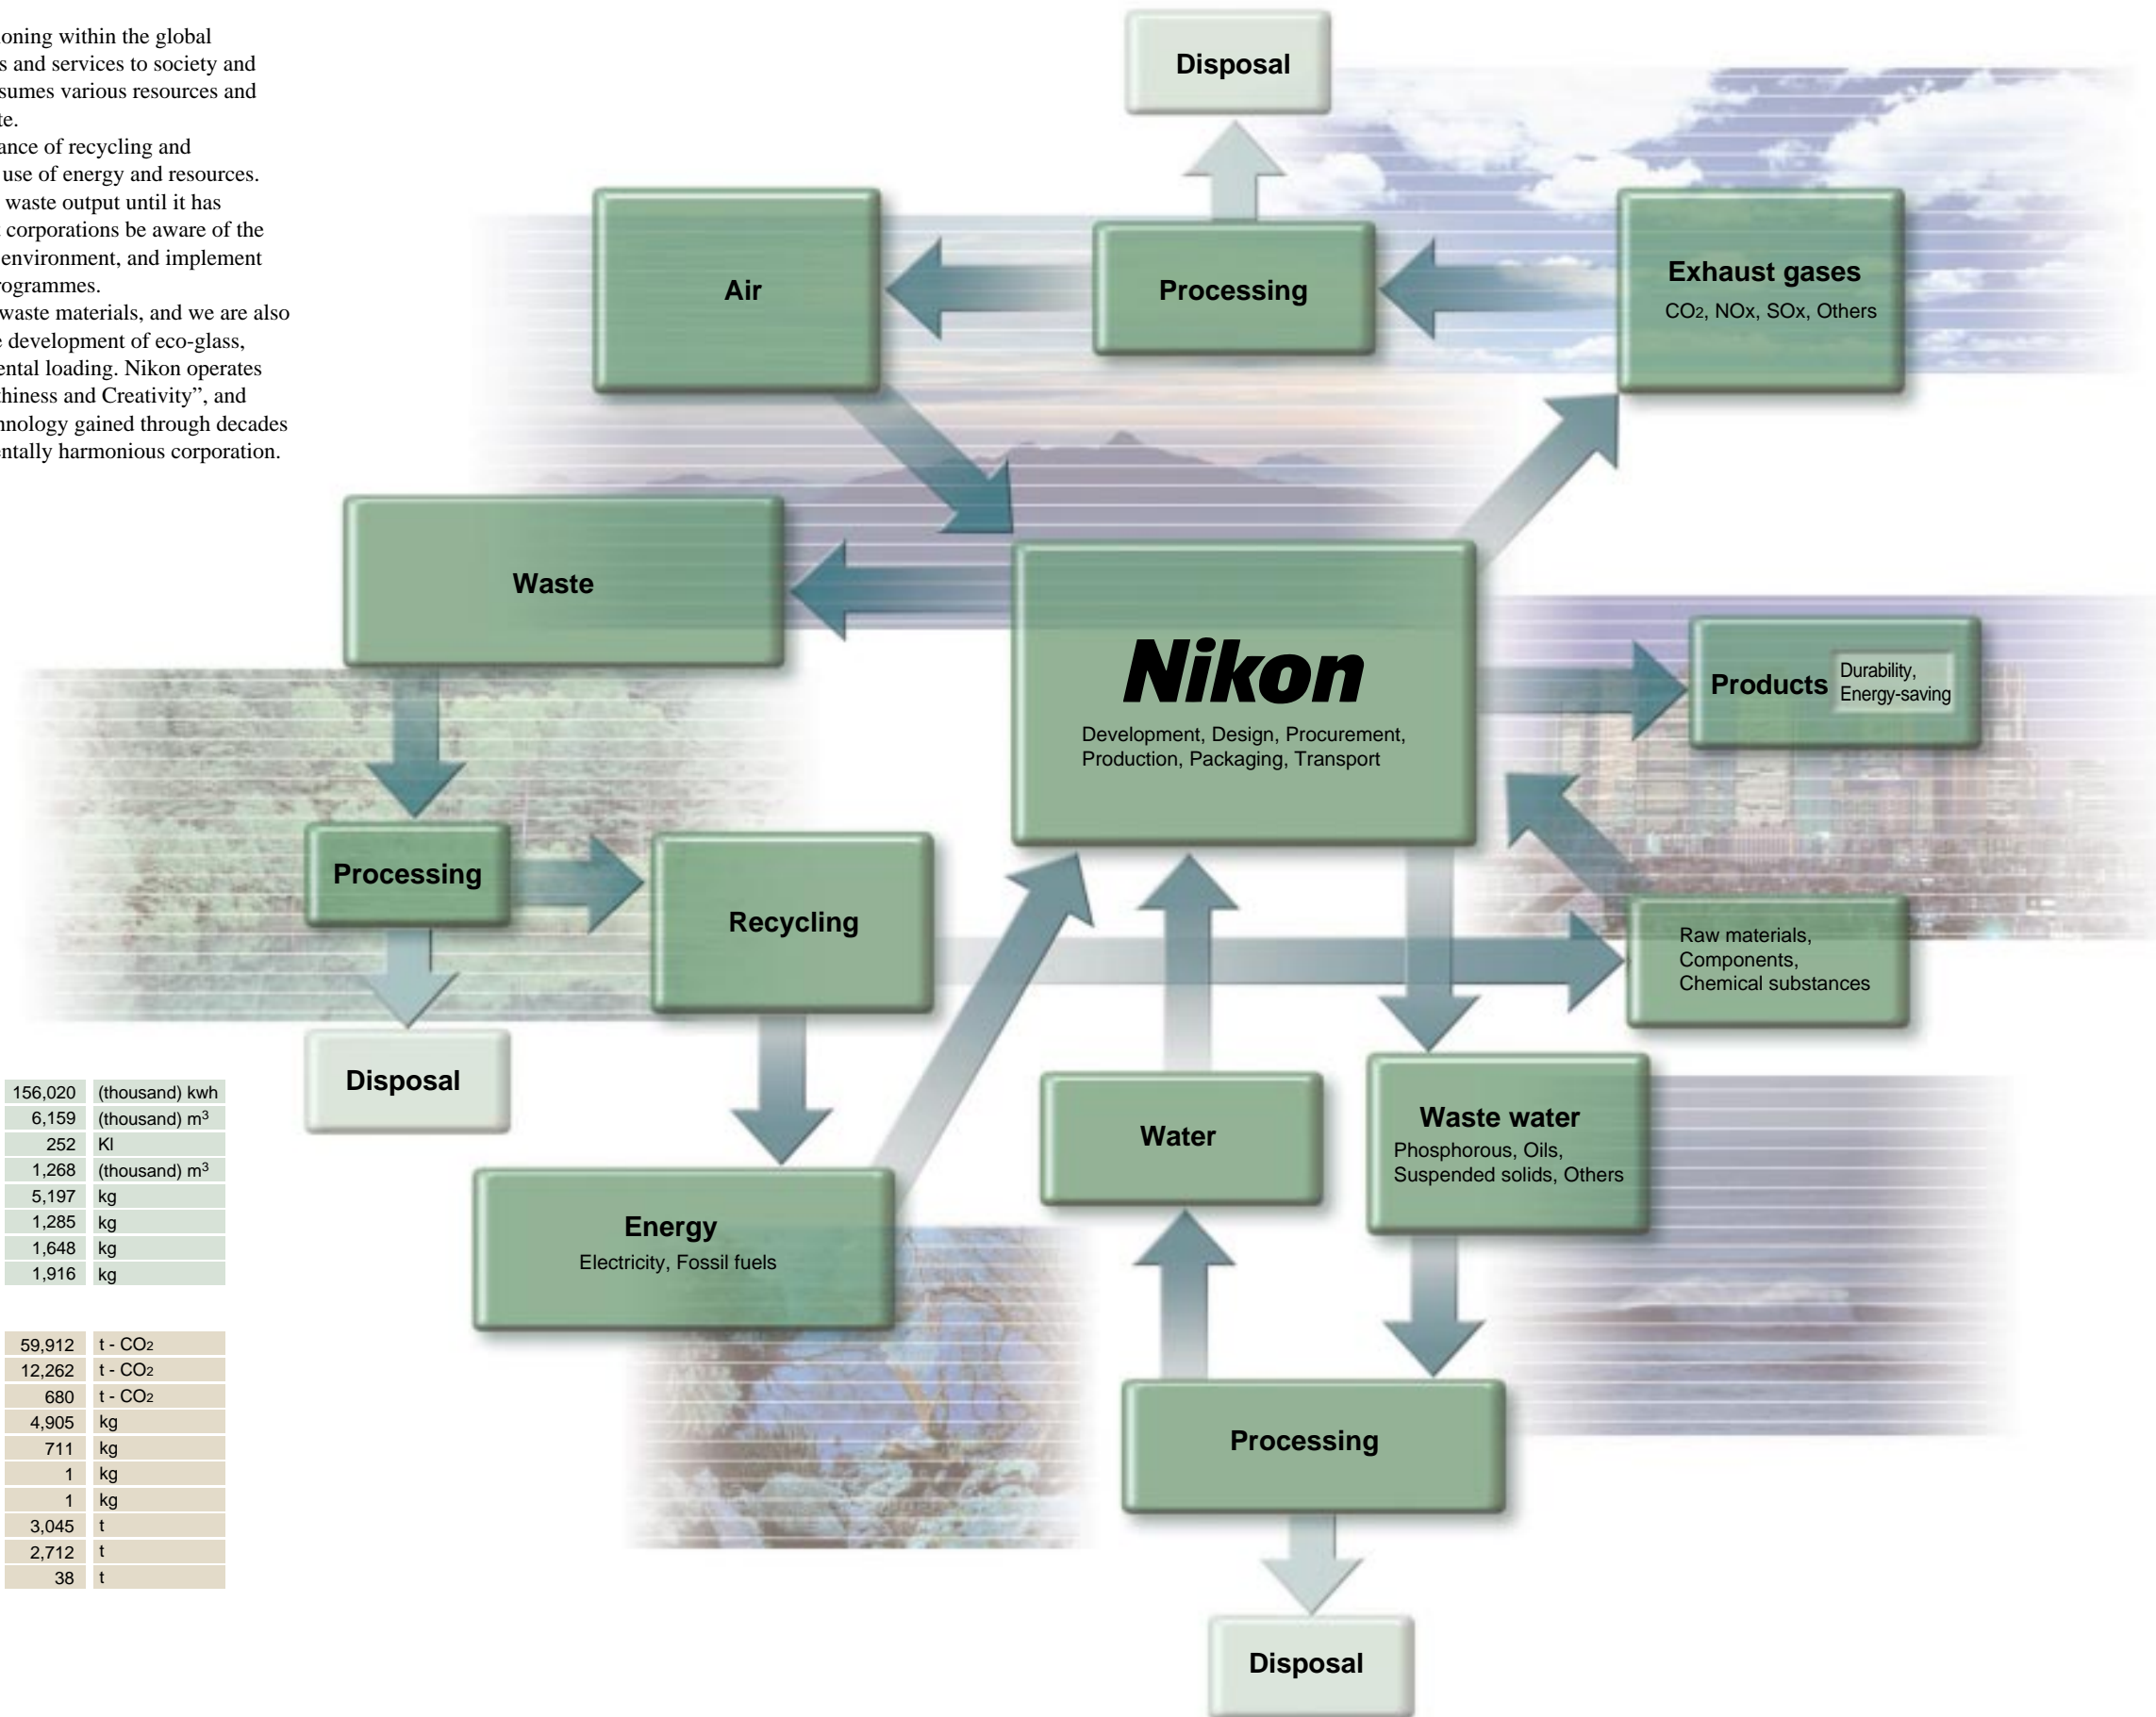 oning within the global
s and services to society and
sumes various resources and
te.
ance of recycling and
use of energy and resources.
waste output until it has
t corporations be aware of the
environment, and implement
rogrammes.
waste materials, and we are also
e development of eco-glass,
ental loading. Nikon operates
thiness and Creativity”, and
hnology gained through decades
entally harmonious corporation.
Disposal
Air
Processing
Exhaust gases
CO2, NOx, SOx, Others
Waste
Nikon
Development, Design, Procurement,
Production, Packaging, Transport
Products
Durability,
Energy-saving
Processing
Recycling
Raw materials,
Components,
Chemical substances
Disposal
Water
Waste water
Phosphorous, Oils,
Suspended solids, Others
Energy
Electricity, Fossil fuels
Processing
Disposal
156,020 (thousand) kwh
6,159 (thousand) m³
252 Kl
1,268 (thousand) m³
5,197 kg
1,285 kg
1,648 kg
1,916 kg
59,912 t - CO2
12,262 t - CO2
680 t - CO2
4,905 kg
711 kg
1 kg
1 kg
3,045 t
2,712 t
38 t